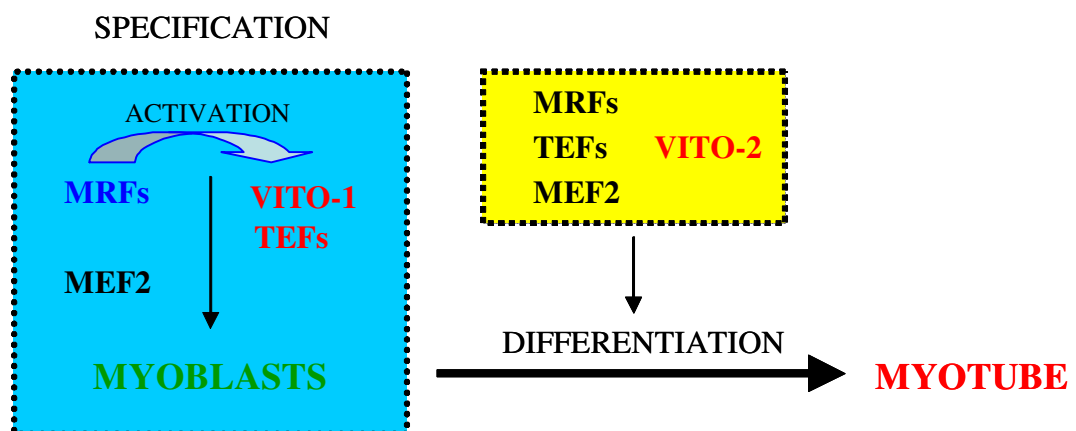 SPECIFICATION
ACTIVATION
MRFs
VITO-1
TEFs
MEF2
MYOBLASTS
MRFs
TEFs VITO-2
MEF2
DIFFERENTIATION
MYOTUBE